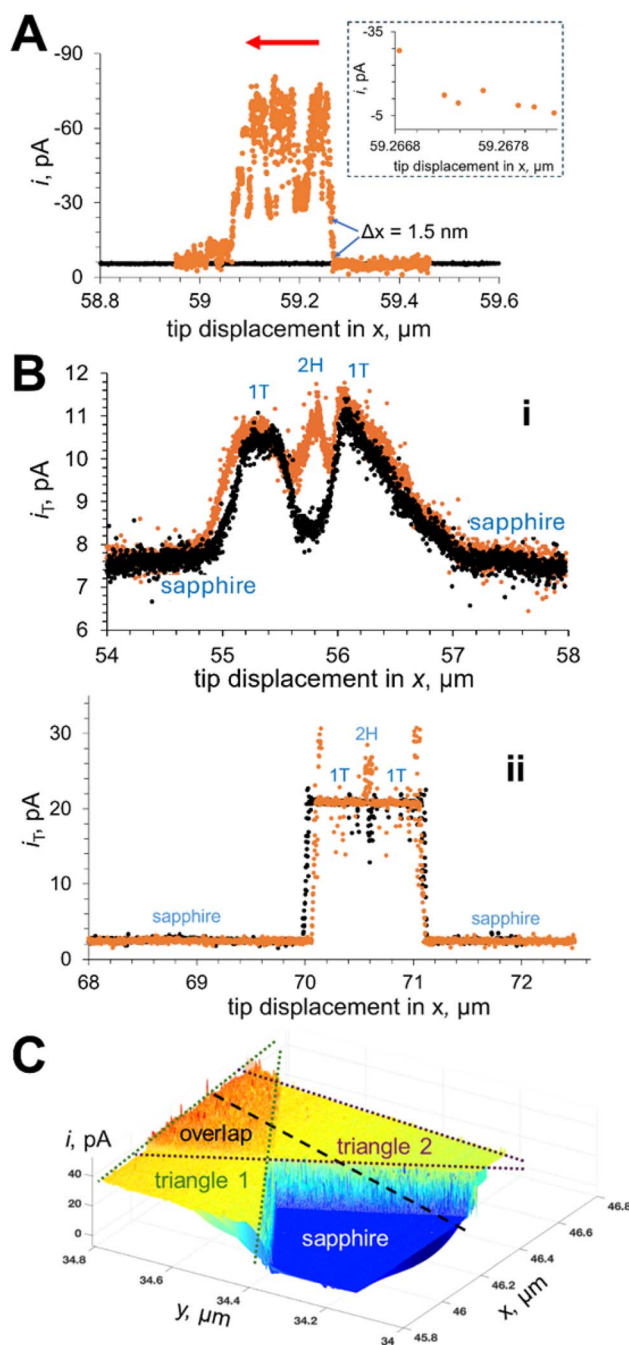 A
-90
-60
-30
0
i, pA
58.8 59 59.2 59.4 59.6
tip displacement in x, µm
Δx = 1.5 nm
-35
-5
i, pA
59.2668 59.2678
tip displacement in x, µm
B
12
11
10
9
8
7
6
iT, pA
1T 2H 1T
i
sapphire
sapphire
54 55 56 57 58
tip displacement in x, µm
30
20
10
0
iT, pA
2H
1T 1T
ii
sapphire
sapphire
68 69 70 71 72
tip displacement in x, µm
C
i, pA
40
20
0
overlap
triangle 2
triangle 1
sapphire
34.8
34.6
34.4
34.2
34
y, µm
45.8
46
46.2
46.4
46.6
46.8
x, µm